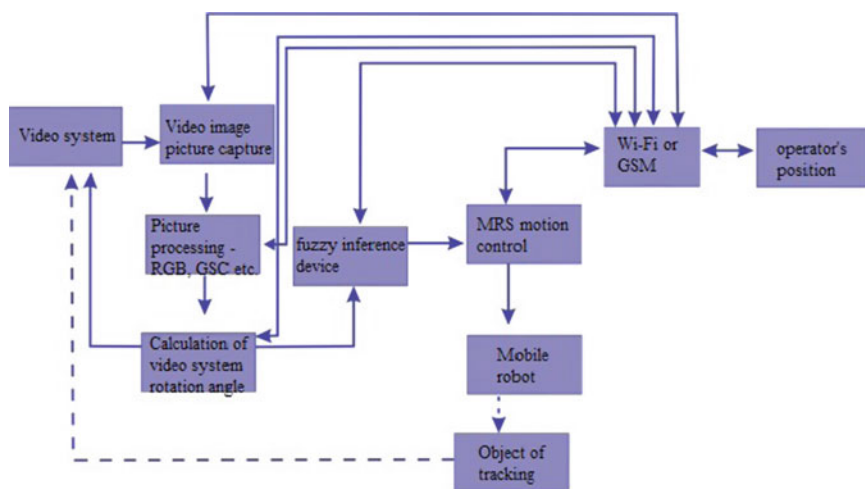 Video system
Video image
picture capture
Wi-Fi or
GSM
operator's
position
Picture
processing -
RGB, GSC etc.
fuzzy inference
device
MRS motion
control
Calculation of
video system
rotation angle
Mobile
robot
Object of
tracking